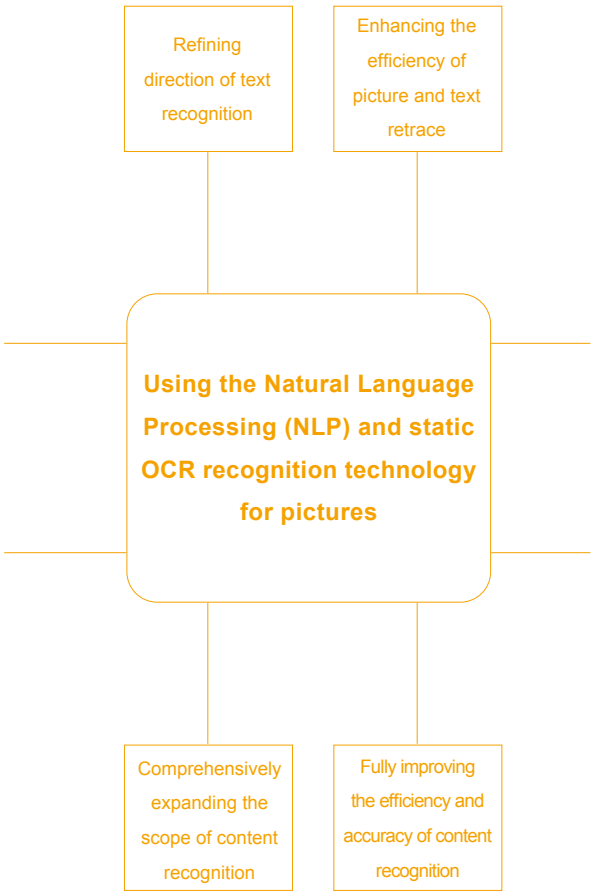 Refining
direction of text
recognition
Enhancing the
efficiency of
picture and text
retrace
Using the Natural Language
Processing (NLP) and static
OCR recognition technology
for pictures
Comprehensively
expanding the
scope of content
recognition
Fully improving
the efficiency and
accuracy of content
recognition